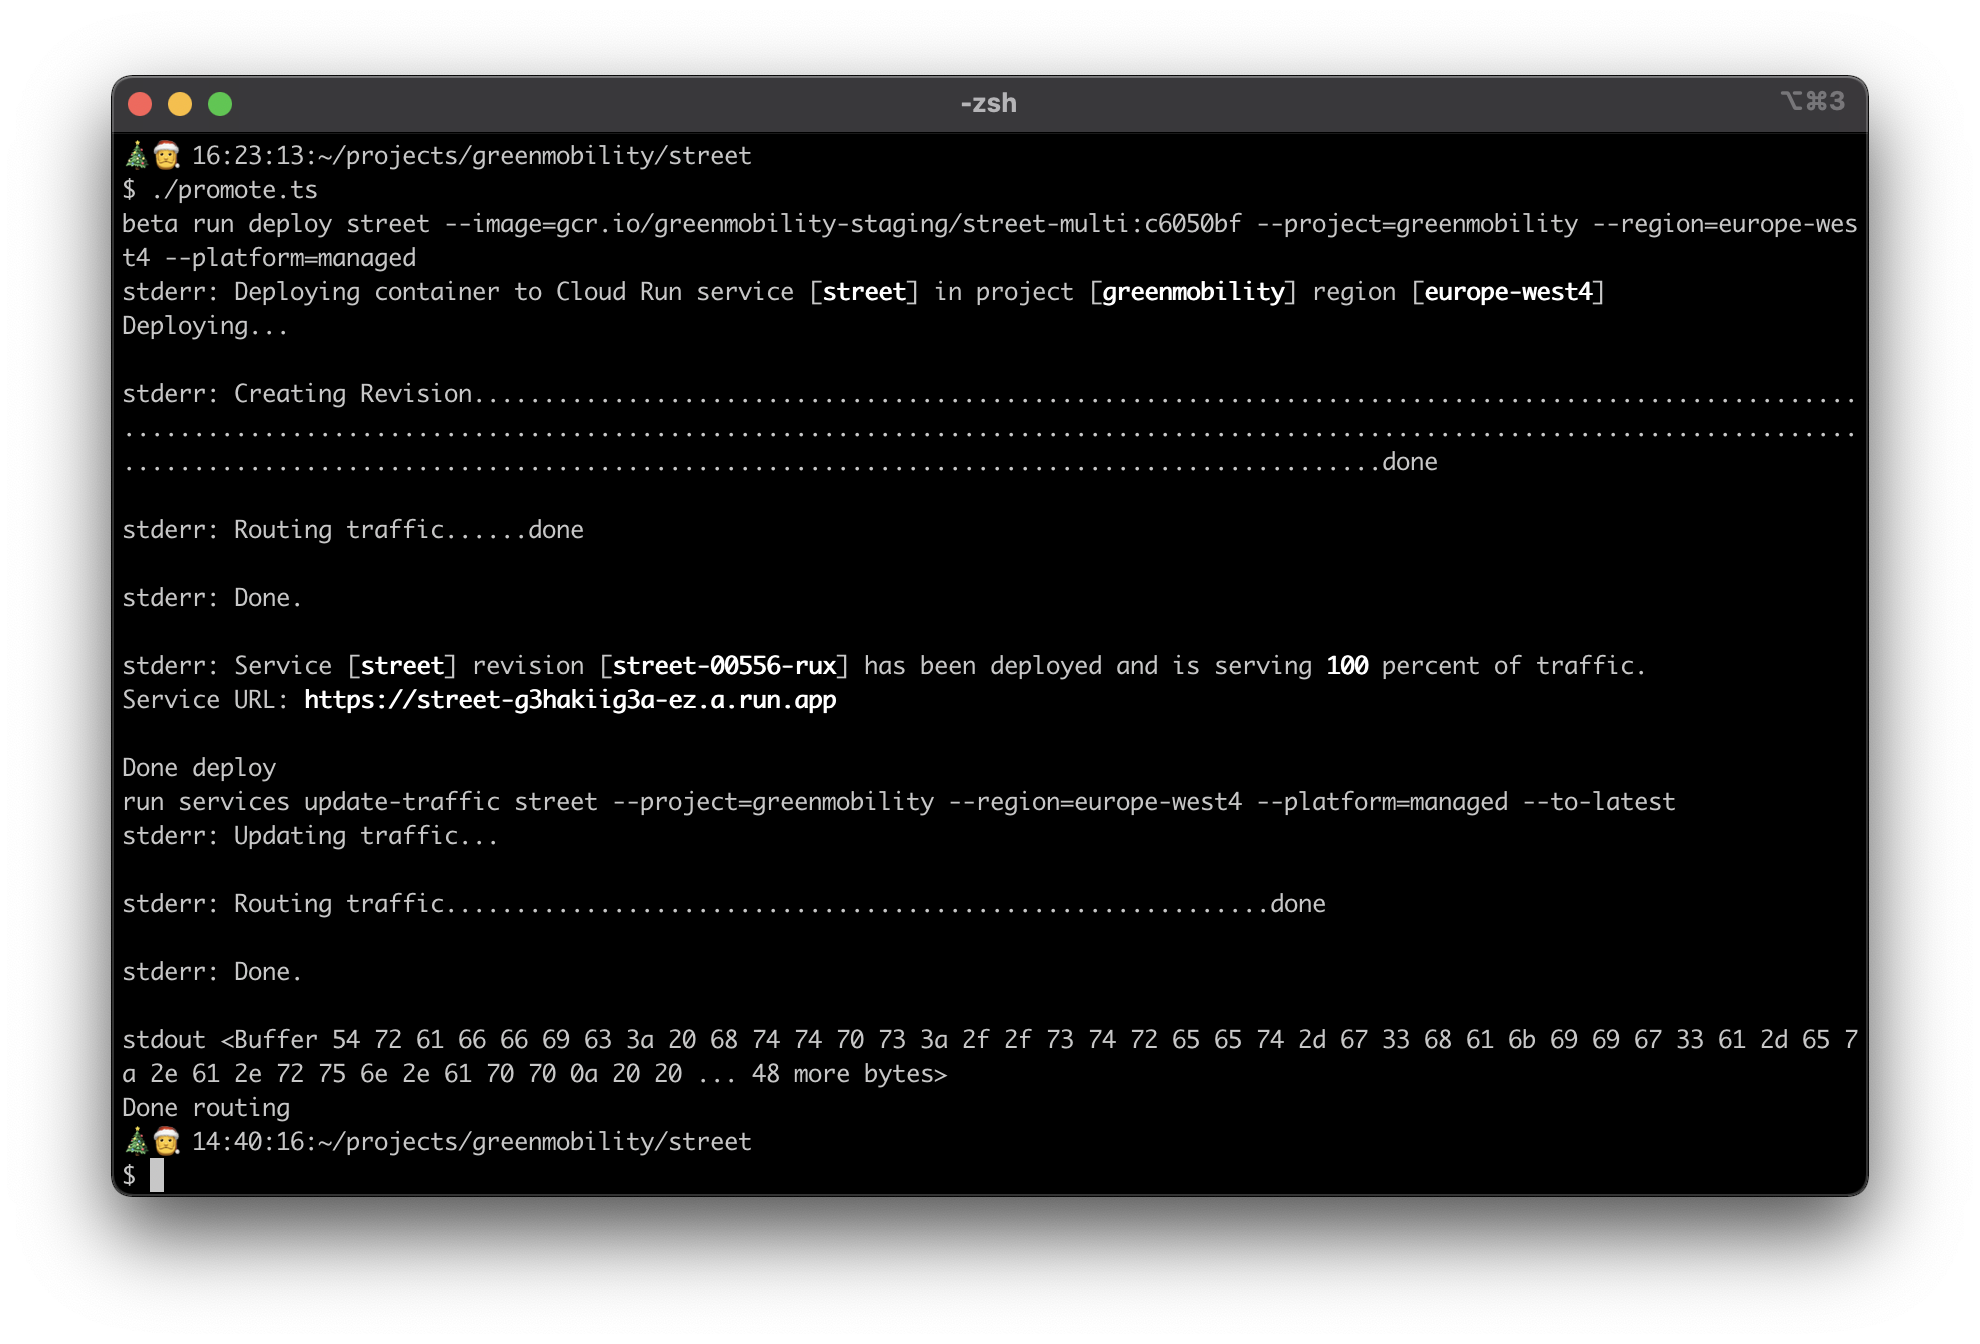 -zsh
⌥⌘3
🎄🎅 16:23:13:~/projects/greenmobility/street
$ ./promote.ts
beta run deploy street --image=gcr.io/greenmobility-staging/street-multi:c6050bf --project=greenmobility --region=europe-wes
t4 --platform=managed
stderr: Deploying container to Cloud Run service [street] in project [greenmobility] region [europe-west4]
Deploying...
stderr: Creating Revision...................................................................................................
............................................................................................................................
..........................................................................................done
stderr: Routing traffic......done
stderr: Done.
stderr: Service [street] revision [street-00556-rux] has been deployed and is serving 100 percent of traffic.
Service URL: https://street-g3hakiig3a-ez.a.run.app
Done deploy
run services update-traffic street --project=greenmobility --region=europe-west4 --platform=managed --to-latest
stderr: Updating traffic...
stderr: Routing traffic...........................................................done
stderr: Done.
stdout <Buffer 54 72 61 66 66 69 63 3a 20 68 74 74 70 73 3a 2f 2f 73 74 72 65 65 74 2d 67 33 68 61 6b 69 69 67 33 61 2d 65 7
a 2e 61 2e 72 75 6e 2e 61 70 70 0a 20 20 ... 48 more bytes>
Done routing
🎄🎅 14:40:16:~/projects/greenmobility/street
$